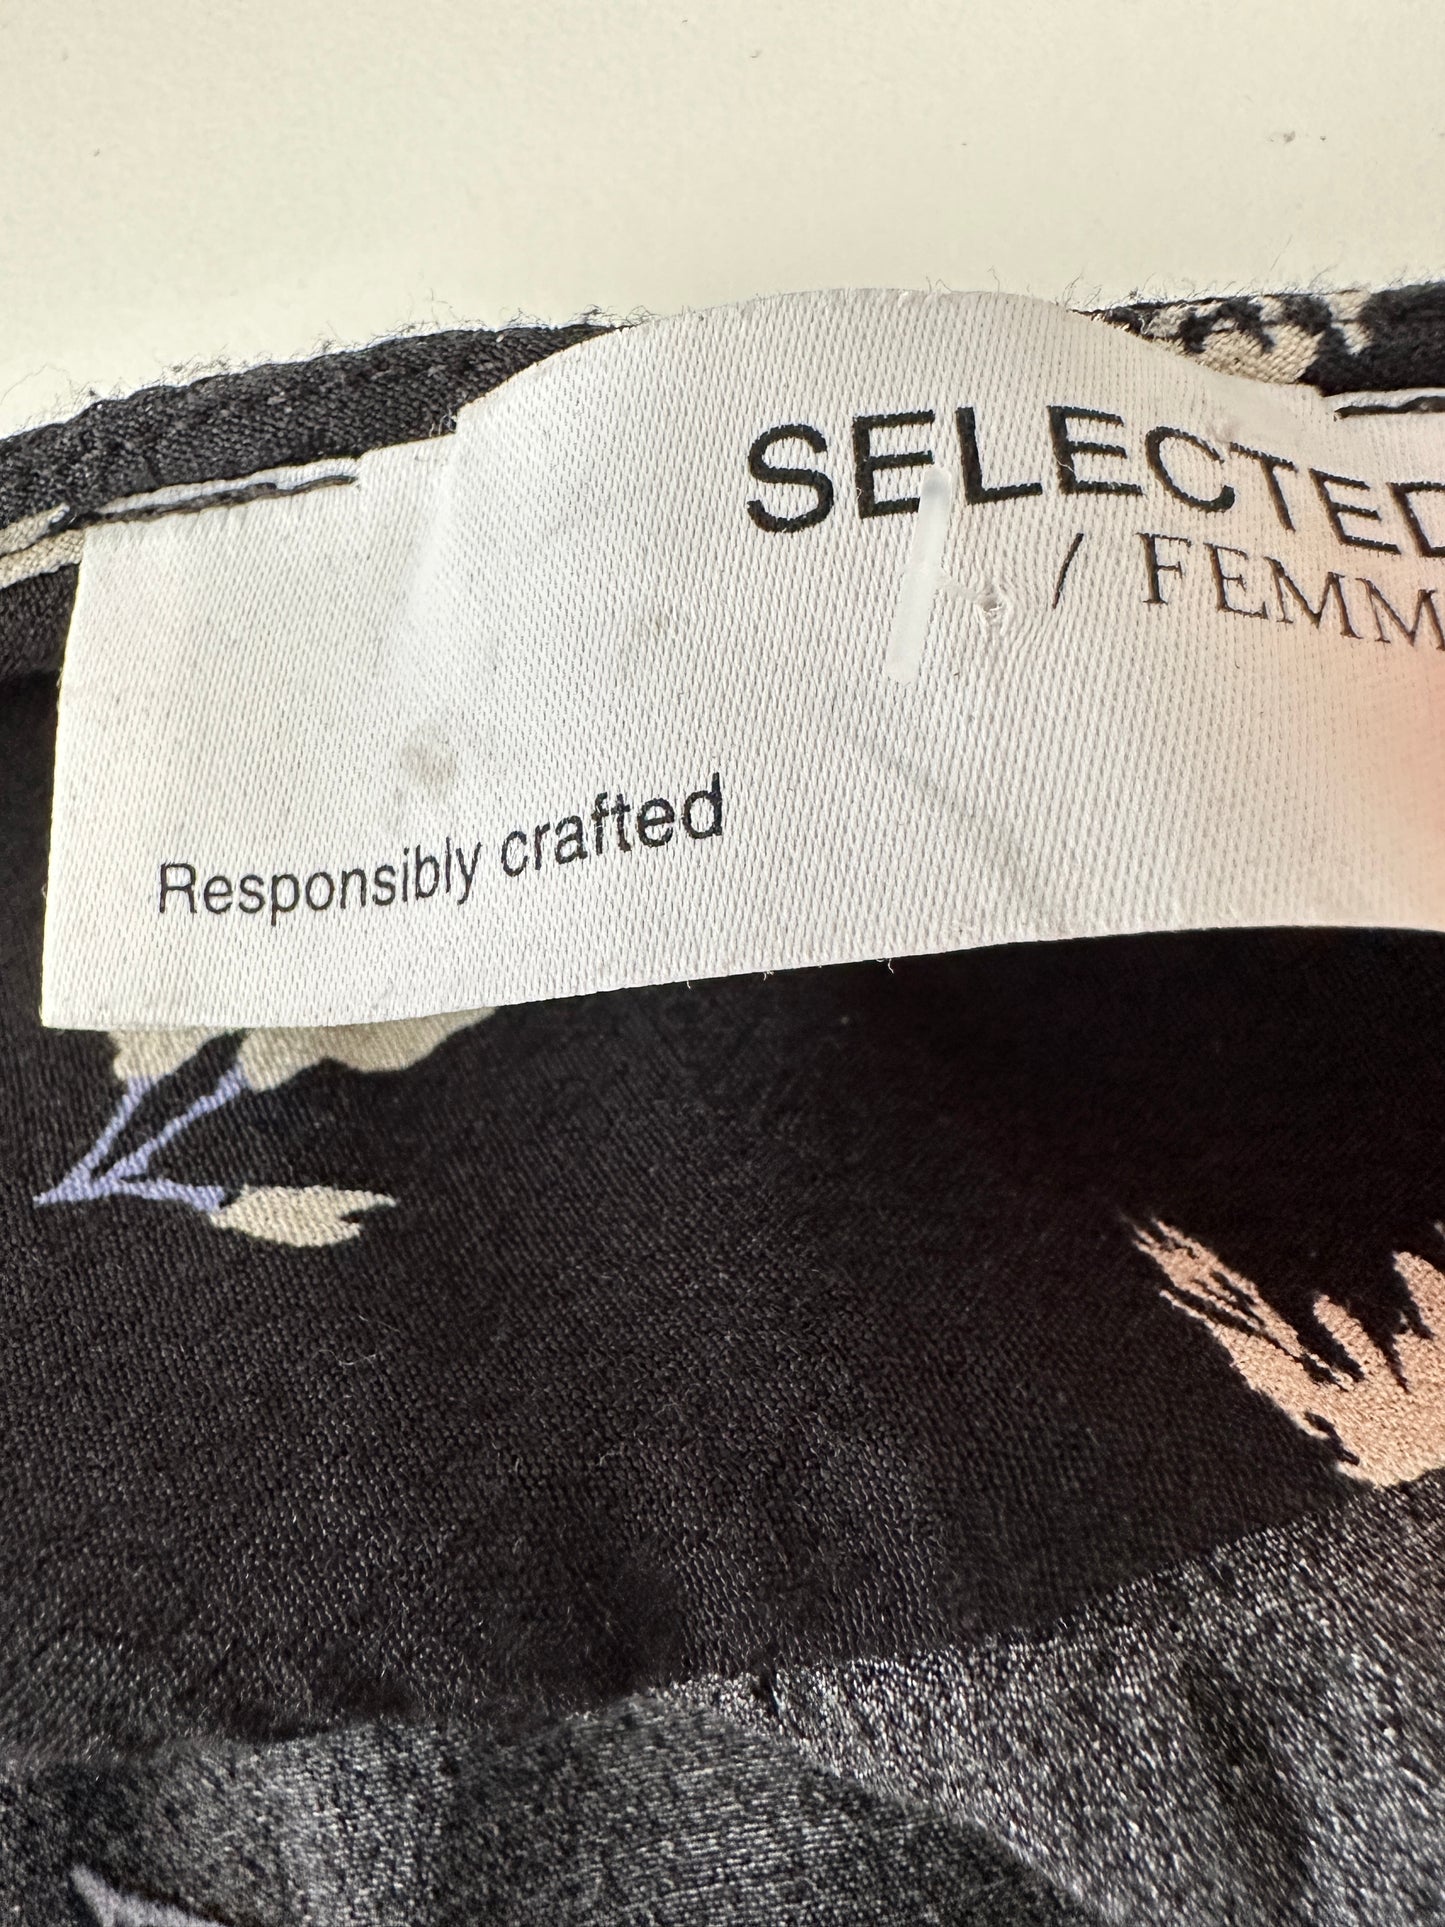 SELECTED
/ FEMM
Responsibly crafted